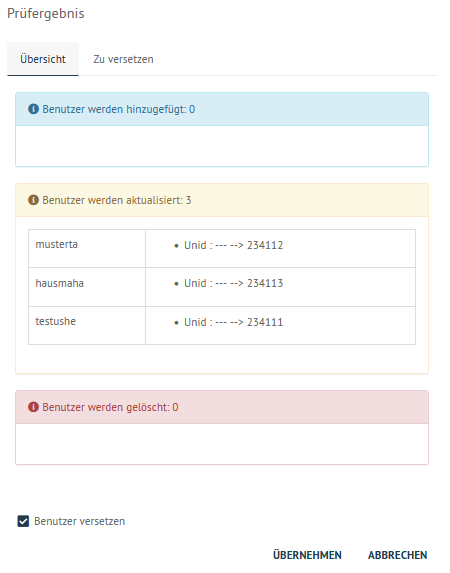 Prüfergebnis
Übersicht Zu versetzen
Benutzer werden hinzugefügt: 0
Benutzer werden aktualisiert: 3
musterta • Unid : --- --> 234112
hausmaha • Unid : --- --> 234113
testushe • Unid : --- --> 234111
Benutzer werden gelöscht: 0
Benutzer versetzen
ÜBERNEHMEN ABBRECHEN